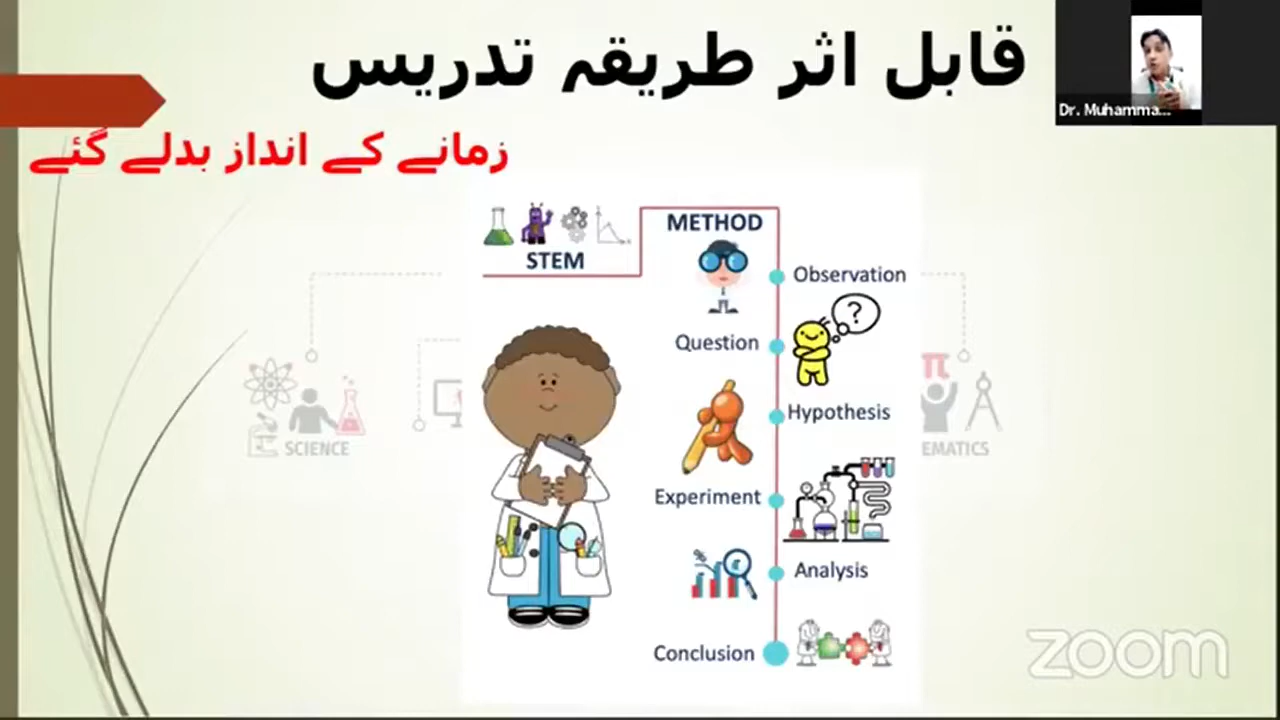 قابل اثر طریقہ تدریس
Dr. Muhamma...
زمانے کے انداز بدلے گئے
STEM
METHOD
Observation
Question
Hypothesis
Experiment
Analysis
Conclusion
SCIENCE
EMATICS
zoom